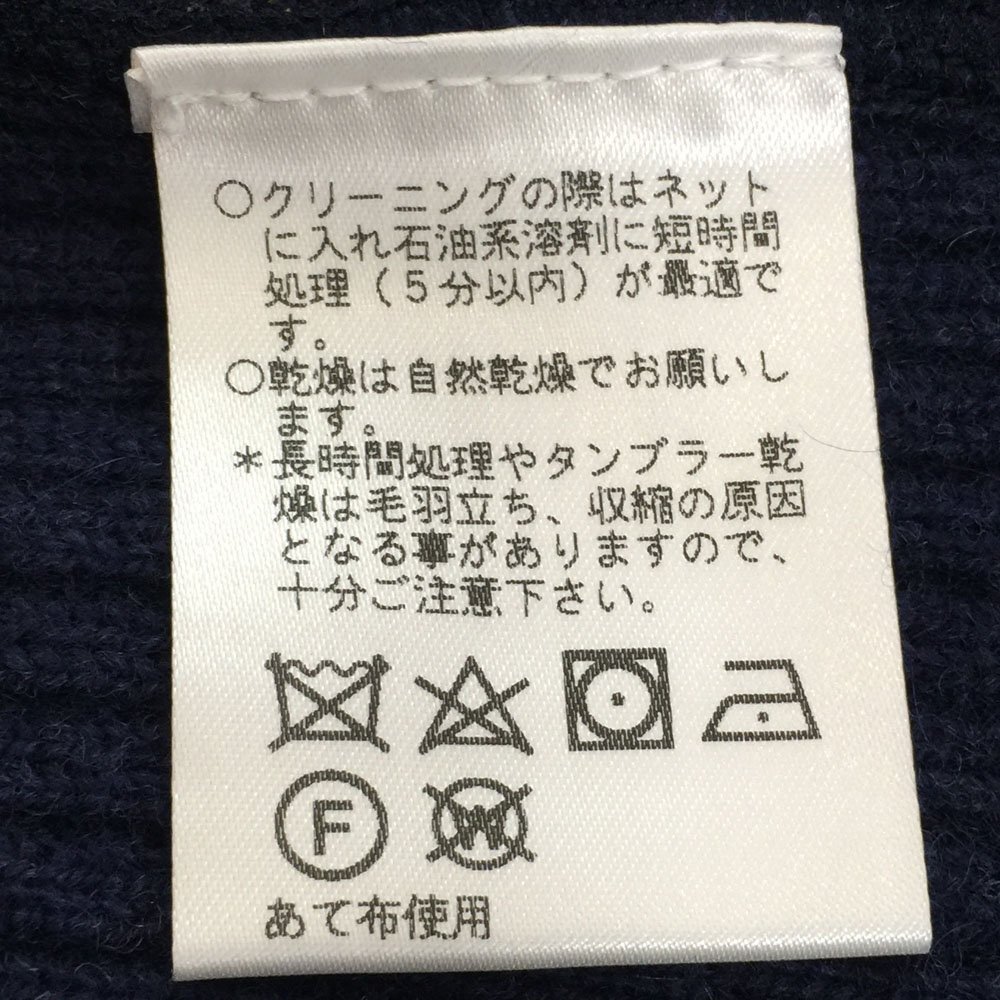 ○クリーニングの際はネット
に入れ石油系溶剤に短時間
処理(5分以内)が最適で
す。
○乾燥は自然乾燥でお願いし
ます。
*長時間処理やタンブラー乾
燥は毛羽立ち、収縮の原因
となる事がありますので、
十分ご注意下さい。
F W
あて布使用